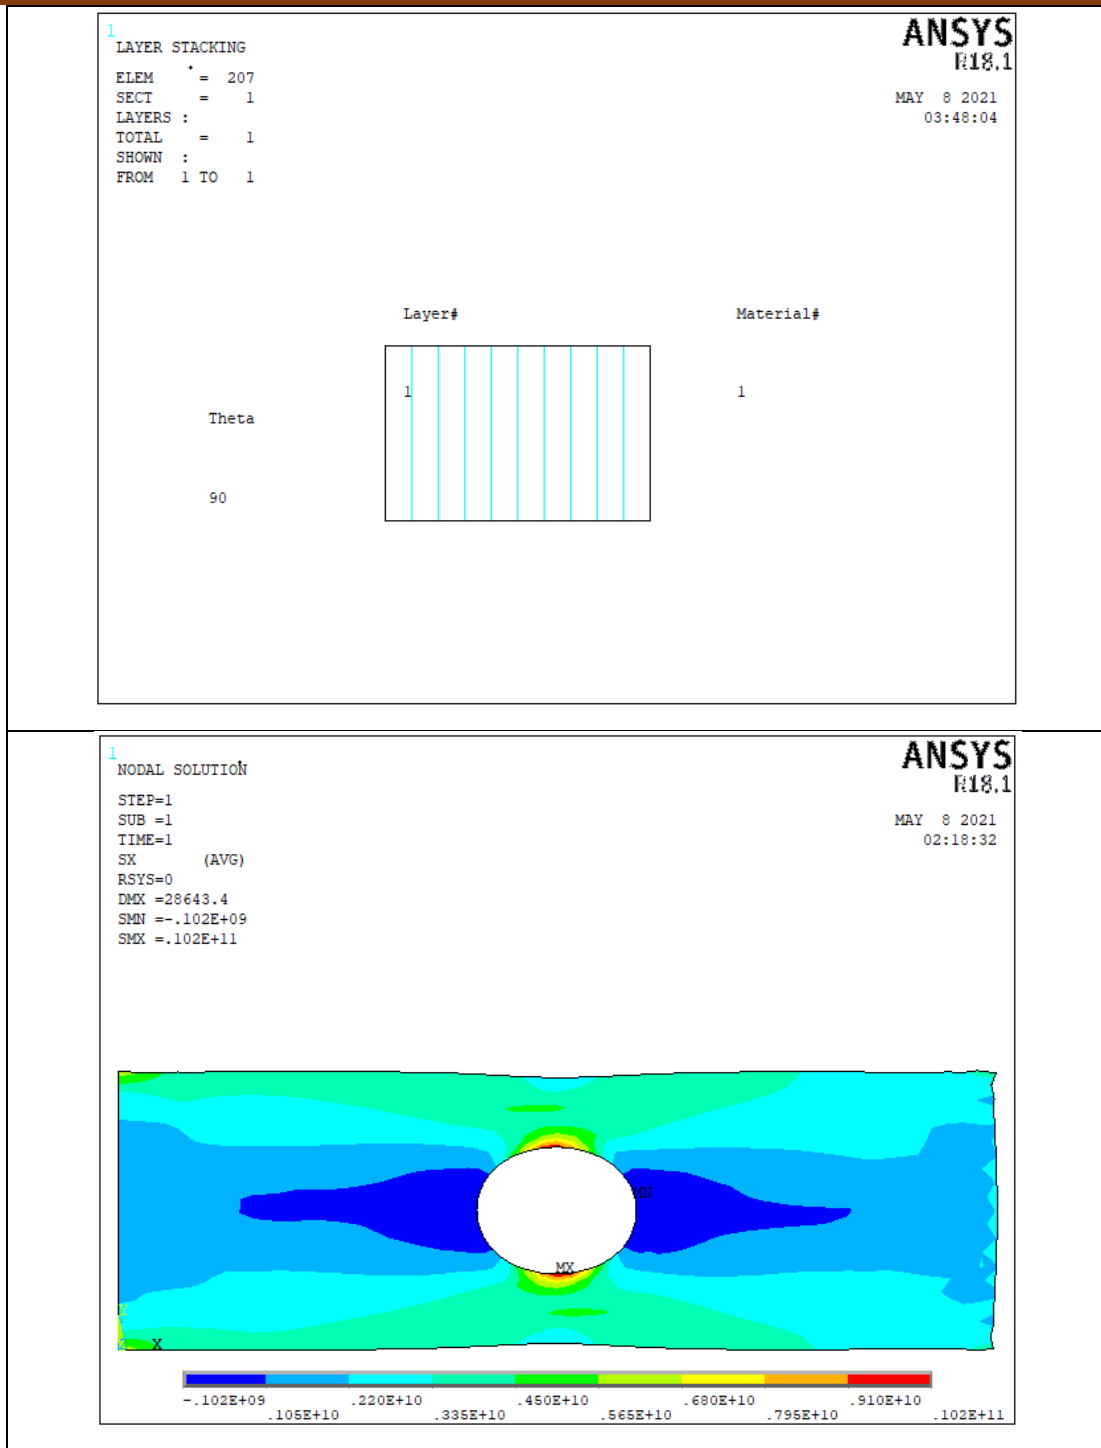 1
LAYER STACKING
ELEM = 207
SECT = 1
LAYERS :
TOTAL = 1
SHOWN :
FROM 1 TO 1
ANSYS
R18.1
MAY 8 2021
03:48:04
Layer#
Material#
1
1
Theta
90
1
NODAL SOLUTION
STEP=1
SUB =1
TIME=1
SX (AVG)
RSYS=0
DMX =28643.4
SMN =-.102E+09
SMX =.102E+11
ANSYS
R18.1
MAY 8 2021
02:18:32
MN
MX
Y
Z X
-.102E+09 .220E+10 .450E+10 .680E+10 .910E+10
.105E+10 .335E+10 .565E+10 .795E+10 .102E+11